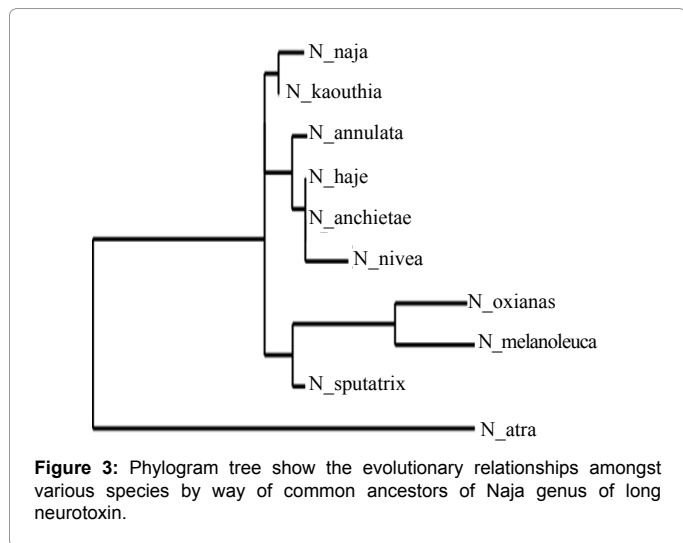 N_naja
N_kaouthia
N_annulata
N_haje
N_anchietae
N_nivea
N_oxianas
N_melanoleuca
N_sputatrix
N_atra
Figure 3: Phylogram tree show the evolutionary relationships amongst
various species by way of common ancestors of Naja genus of long
neurotoxin.